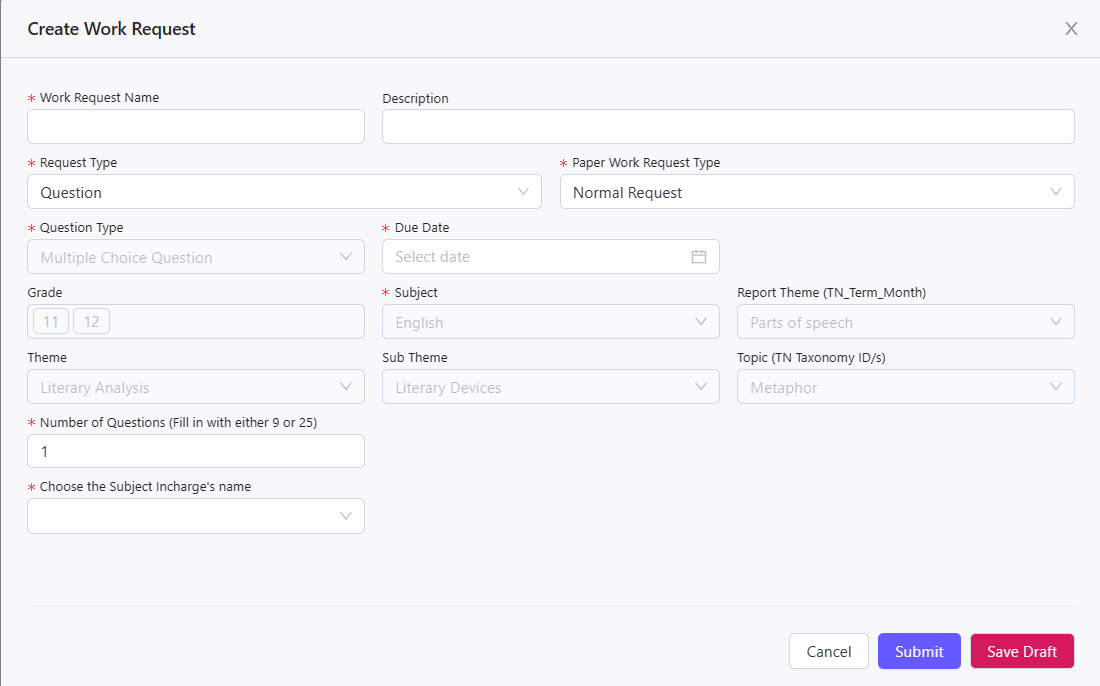 Create Work Request
* Work Request Name
Description
* Request Type
* Paper Work Request Type
Question
Normal Request
* Question Type
* Due Date
Multiple Choice Question
Select date
Grade
* Subject
Report Theme (TN_Term_Month)
11 12
English
Parts of speech
Theme
Sub Theme
Topic (TN Taxonomy ID/s)
Literary Analysis
Literary Devices
Metaphor
* Number of Questions (Fill in with either 9 or 25)
1
* Choose the Subject Incharge's name
Cancel
Submit
Save Draft